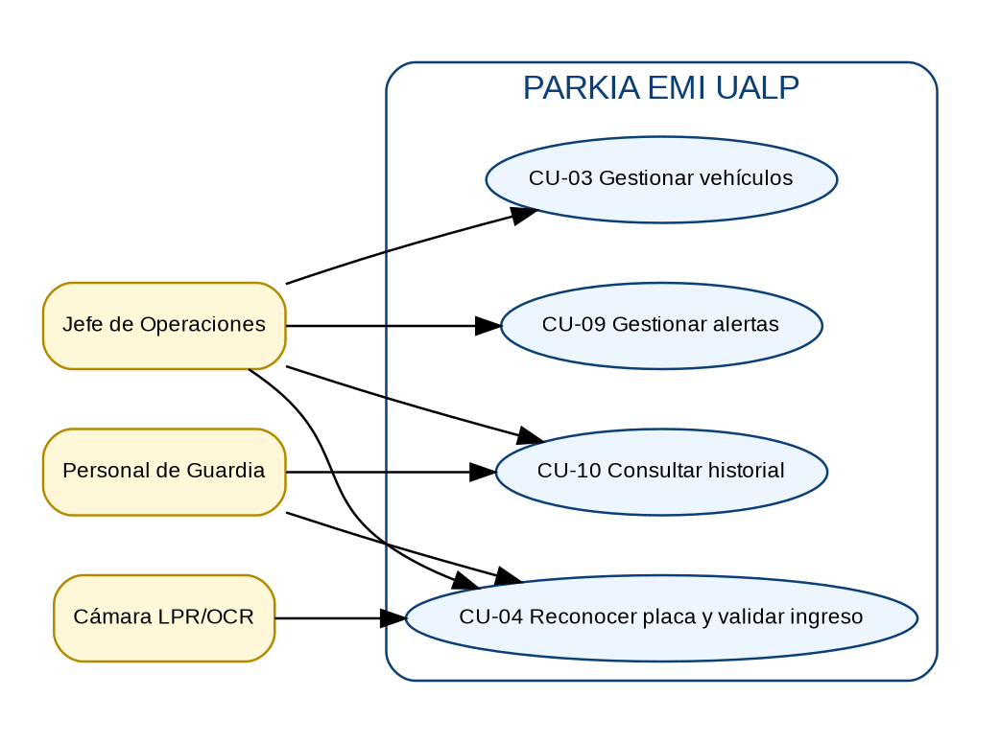 PARKIA EMI UALP
CU-03 Gestionar vehículos
Jefe de Operaciones
CU-09 Gestionar alertas
Personal de Guardia
CU-10 Consultar historial
Cámara LPR/OCR
CU-04 Reconocer placa y validar ingreso